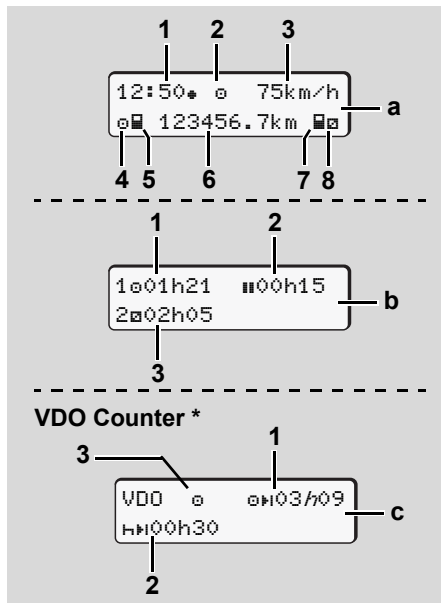 1 2 3
12:50● ⊙ 75km/h
a
⊙ 123456.7km
4 5 6 7 8
1 2
1⊙01h21 00h15
b
2⧄02h05
3
VDO Counter *
1
3
VDO ⊙ ⊙03h09
c
00h30
2